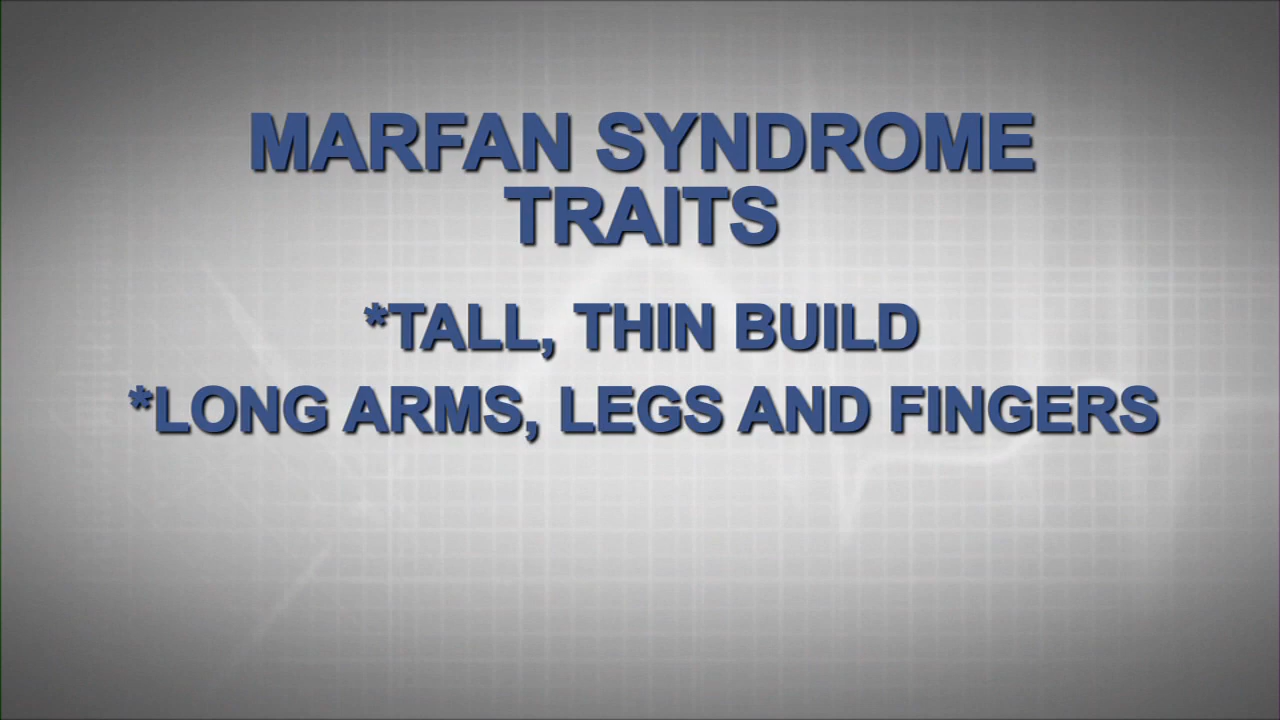 MARFAN SYNDROME
TRAITS
*TALL, THIN BUILD
*LONG ARMS, LEGS AND FINGERS